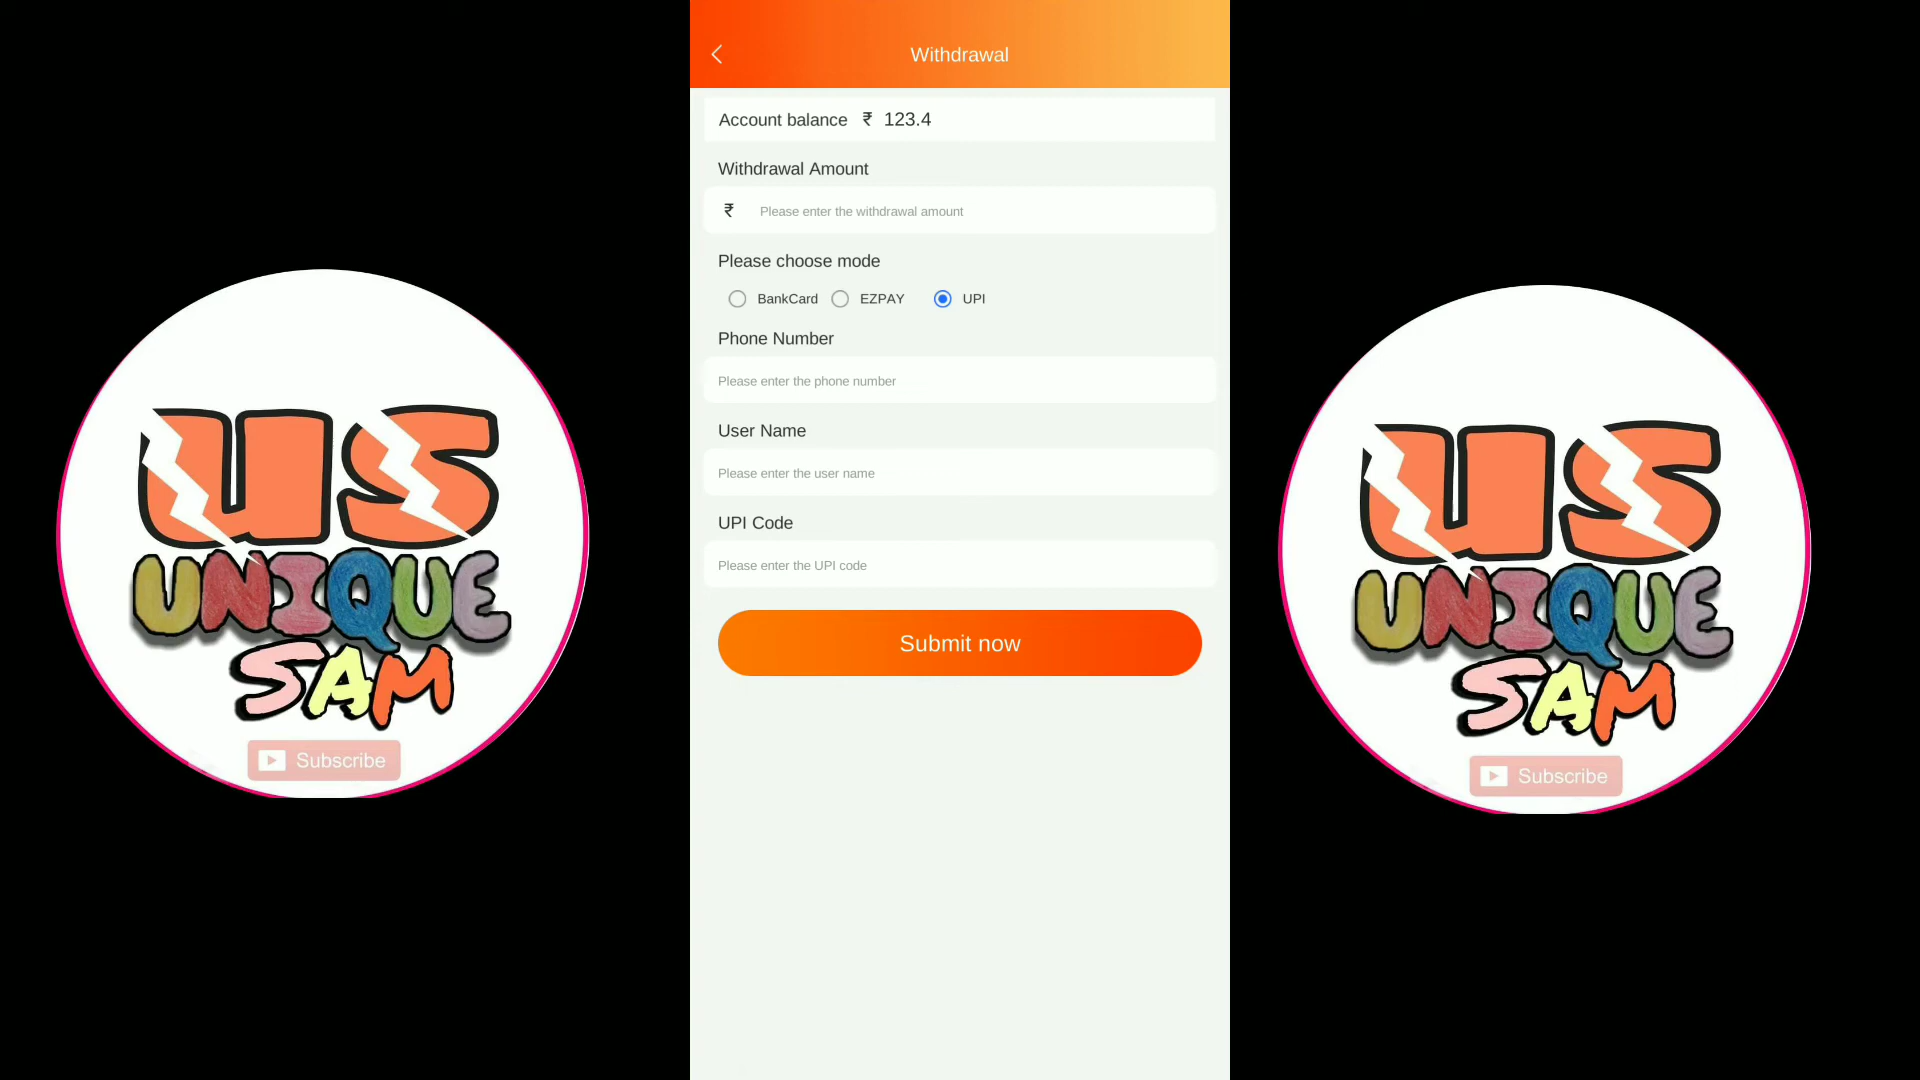 Withdrawal
Account balance ₹ 123.4
Withdrawal Amount
₹ Please enter the withdrawal amount
Please choose mode
BankCard EZPAY UPI
Phone Number
Please enter the phone number
User Name
Please enter the user name
UPI Code
Please enter the UPI code
Submit now
US
UNIQUE
SAM
Subscribe
US
UNIQUE
SAM
Subscribe